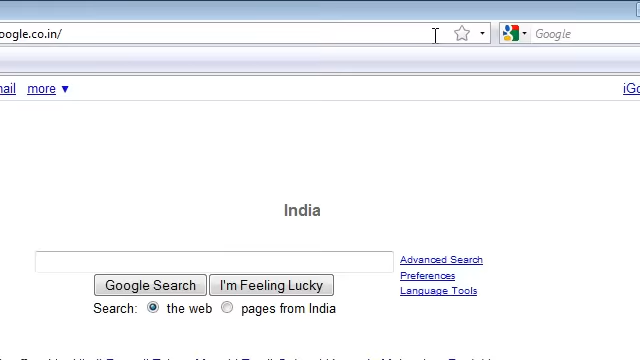 oogle.co.in/ Google
ail more ▼ iGo
India
Advanced Search
Preferences
Google Search I'm Feeling Lucky
Language Tools
Search: the web pages from India